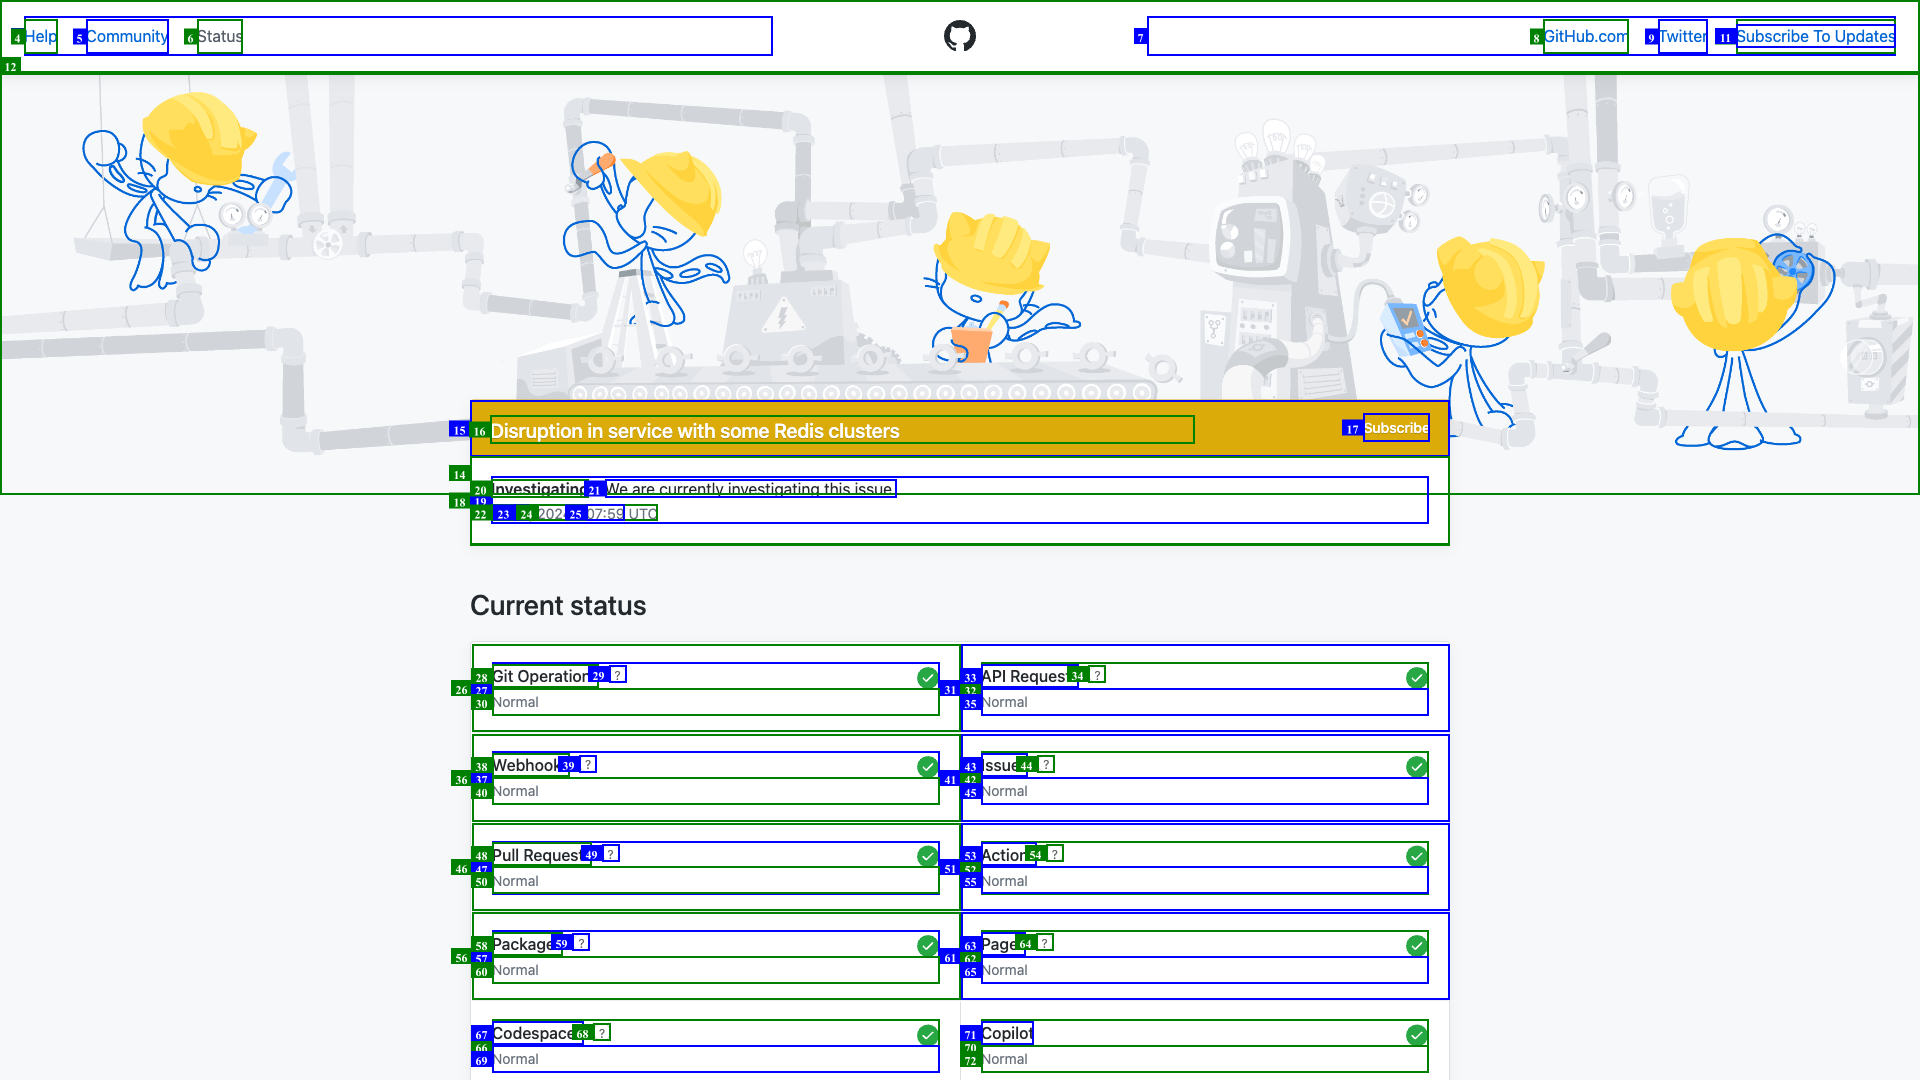 4 Help 5 Community 6 Status 7 8 GitHub.com 9 Twitter 11 Subscribe To Updates
12
15 16 Disruption in service with some Redis clusters 17 Subscribe
14
20 Investigating 21 We are currently investigating this issue.
18 19
22 23 24 2024 25 07:59 UTC
Current status
28 Git Operation 29 ?
26 27
30 Normal
33 API Request 34 ?
31 32
35 Normal
38 Webhook 39 ?
36 37
40 Normal
43 Issue 44 ?
41 42
45 Normal
48 Pull Request 49 ?
46 47
50 Normal
53 Action 54 ?
51 52
55 Normal
58 Package 59 ?
56 57
60 Normal
63 Page 64 ?
61 62
65 Normal
67 Codespace 68 ?
66
69 Normal
71 Copilot
70
72 Normal